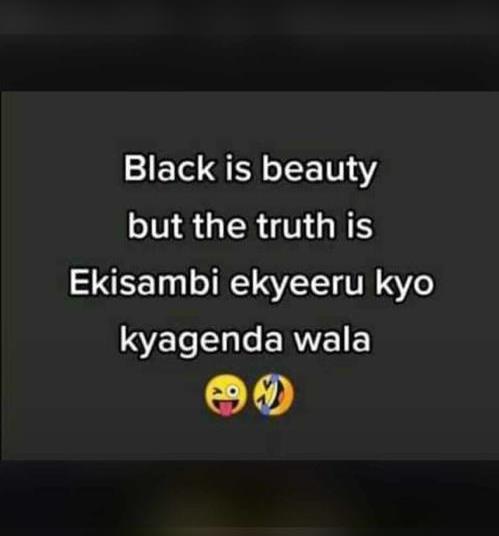 Black is beauty
but the truth is
Ekisambi ekyeeru kyo
kyagenda wala
😜🤣